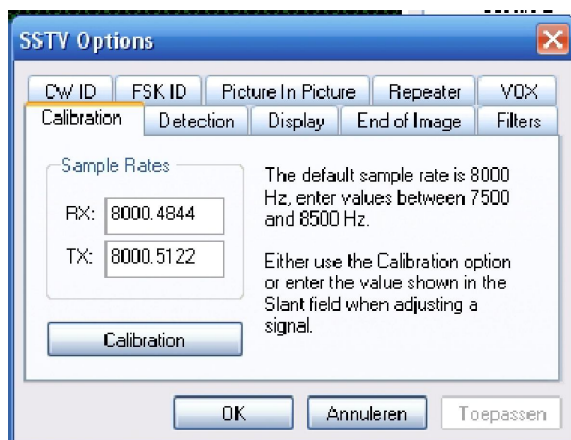 SSTV Options
CW ID FSK ID Picture In Picture Repeater VOX
Calibration Detection Display End of Image Filters
Sample Rates
RX: 8000.4844
TX: 8000.5122
Calibration
The default sample rate is 8000
Hz, enter values between 7500
and 8500 Hz.
Either use the Calibration option
or enter the value shown in the
Slant field when adjusting a
signal.
OK Annuleren Toepassen